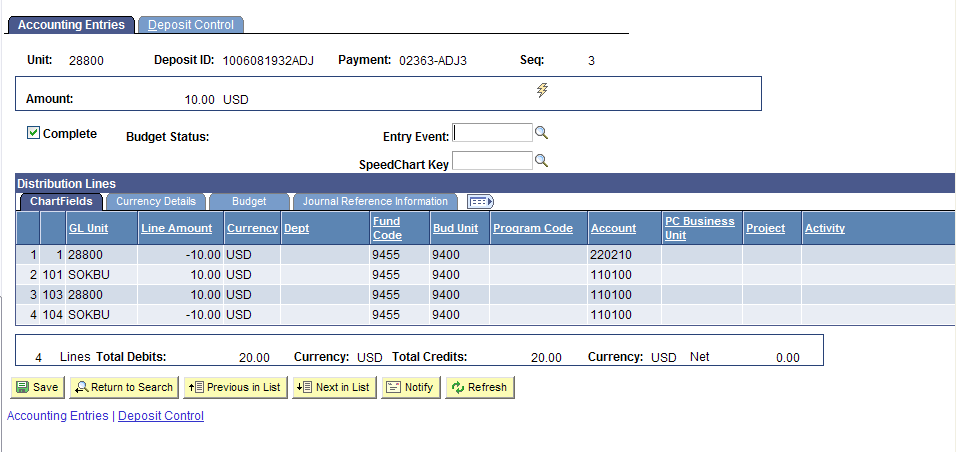 Accounting Entries Deposit Control
Unit: 28800 Deposit ID: 1006081932ADJ Payment: 02363-ADJ3 Seq: 3
Amount: 10.00 USD
Complete Budget Status: Entry Event:
SpeedChart Key
Distribution Lines
ChartFields Currency Details Budget Journal Reference Information
GL Unit Line Amount Currency Dept Fund Code Bud Unit Program Code Account PC Business Unit Project Activity
1 1 28800 -10.00 USD 9455 9400 220210
2 101 SOKBU 10.00 USD 9455 9400 110100
3 103 28800 10.00 USD 9455 9400 110100
4 104 SOKBU -10.00 USD 9455 9400 110100
4 Lines Total Debits: 20.00 Currency: USD Total Credits: 20.00 Currency: USD Net 0.00
Save Return to Search Previous in List Next in List Notify Refresh
Accounting Entries | Deposit Control